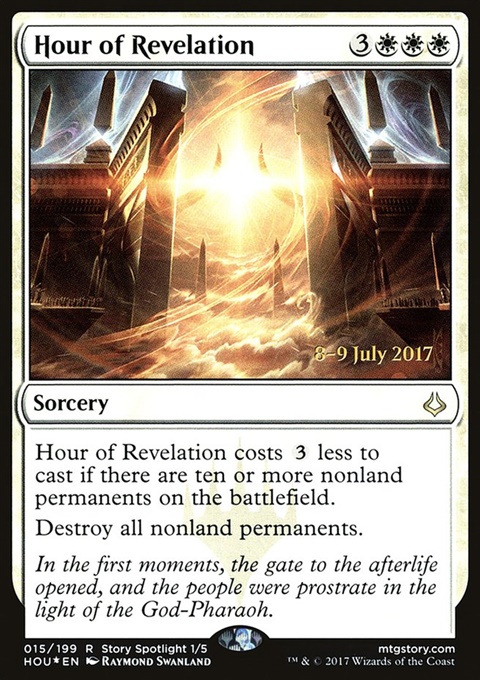 Hour of Revelation 3
8–9 July 2017
Sorcery
Hour of Revelation costs 3 less to
cast if there are ten or more nonland
permanents on the battlefield.
Destroy all nonland permanents.
In the first moments, the gate to the afterlife
opened, and the people were prostrate in the
light of the God-Pharaoh.
015/199 R Story Spotlight 1/5 mtgstory.com
HOU★EN Raymond Swanland ™ & © 2017 Wizards of the Coast